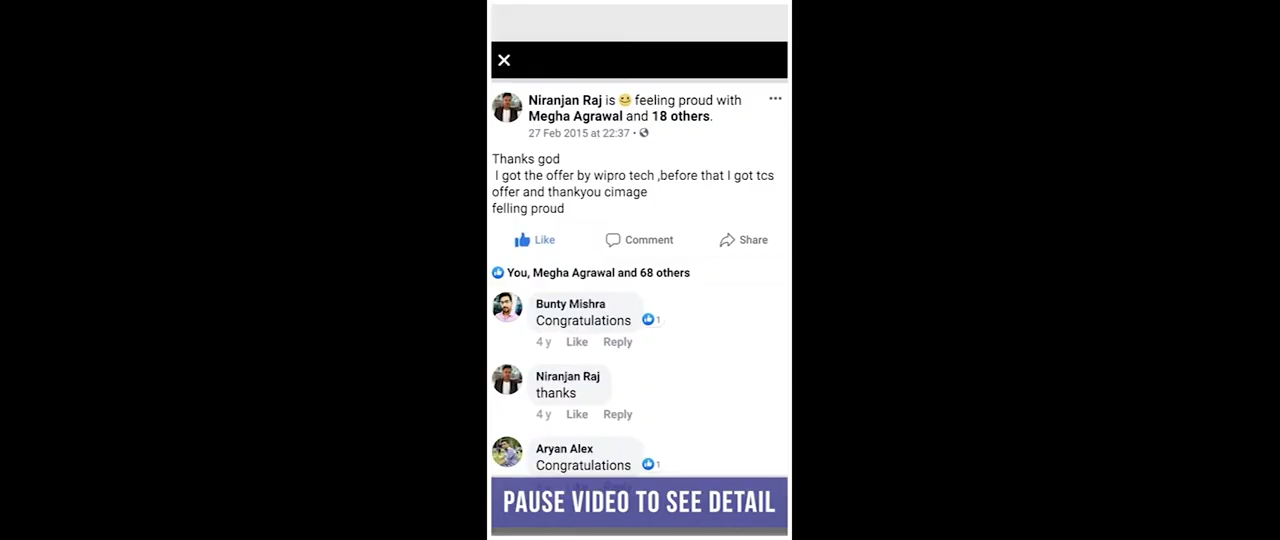 Niranjan Raj is feeling proud with
Megha Agrawal and 18 others.
27 Feb 2015 at 22:37
Thanks god
I got the offer by wipro tech ,before that I got tcs
offer and thankyou cimage
felling proud
Like Comment Share
You, Megha Agrawal and 68 others
Bunty Mishra
Congratulations 1
4 y Like Reply
Niranjan Raj
thanks
4 y Like Reply
Aryan Alex
Congratulations 1
PAUSE VIDEO TO SEE DETAIL